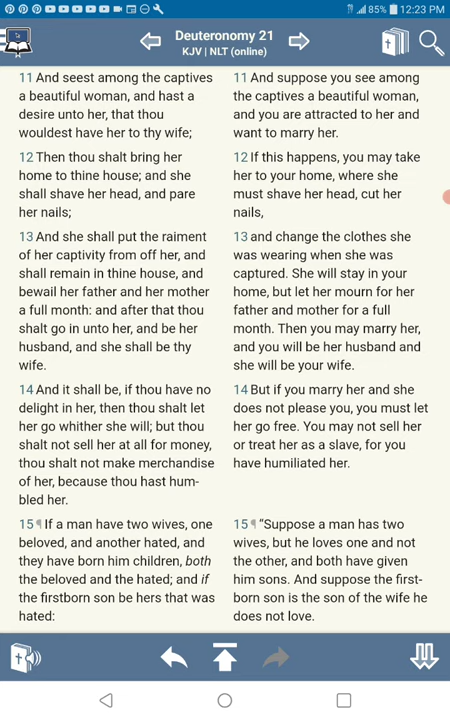 85% 12:23 PM
Deuteronomy 21
KJV | NLT (online)
11 And seest among the captives
a beautiful woman, and hast a
desire unto her, that thou
wouldest have her to thy wife;
12 Then thou shalt bring her
home to thine house; and she
shall shave her head, and pare
her nails;
13 And she shall put the raiment
of her captivity from off her, and
shall remain in thine house, and
bewail her father and her mother
a full month: and after that thou
shalt go in unto her, and be her
husband, and she shall be thy
wife.
14 And it shall be, if thou have no
delight in her, then thou shalt let
her go whither she will; but thou
shalt not sell her at all for money,
thou shalt not make merchandise
of her, because thou hast hum-
bled her.
15 ¶ If a man have two wives, one
beloved, and another hated, and
they have born him children, both
the beloved and the hated; and if
the firstborn son be hers that was
hated:
11 And suppose you see among
the captives a beautiful woman,
and you are attracted to her and
want to marry her.
12 If this happens, you may take
her to your home, where she
must shave her head, cut her
nails,
13 and change the clothes she
was wearing when she was
captured. She will stay in your
home, but let her mourn for her
father and mother for a full
month. Then you may marry her,
and you will be her husband and
she will be your wife.
14 But if you marry her and she
does not please you, you must let
her go free. You may not sell her
or treat her as a slave, for you
have humiliated her.
15 ¶ “Suppose a man has two
wives, but he loves one and not
the other, and both have given
him sons. And suppose the first-
born son is the son of the wife he
does not love.